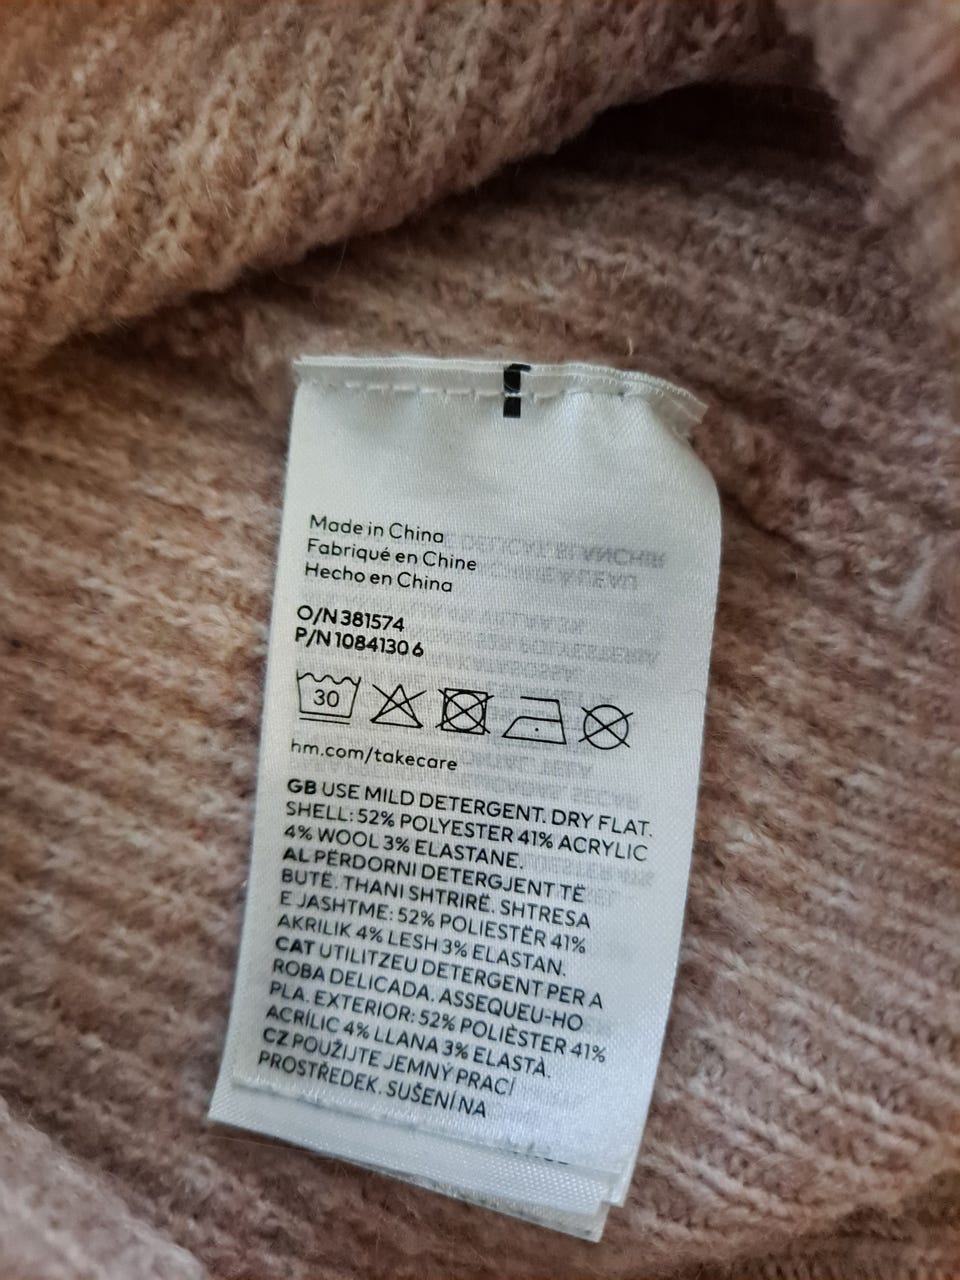 Made in China
Fabriqué en Chine
Hecho en China
O/N 381574
P/N 1084130 6
30
hm.com/takecare
GB USE MILD DETERGENT. DRY FLAT.
SHELL: 52% POLYESTER 41% ACRYLIC
4% WOOL 3% ELASTANE.
AL PËRDORNI DETERGJENT TË
BUTË. THANI SHTRIRË. SHTRESA
E JASHTME: 52% POLIESTËR 41%
AKRILIK 4% LESH 3% ELASTAN.
CAT UTILITZEU DETERGENT PER A
ROBA DELICADA. ASSEQUEU-HO
PLA. EXTERIOR: 52% POLIÈSTER 41%
ACRÍLIC 4% LLANA 3% ELASTÀ.
CZ POUŽIJTE JEMNÝ PRACÍ
PROSTŘEDEK. SUŠENÍ NA